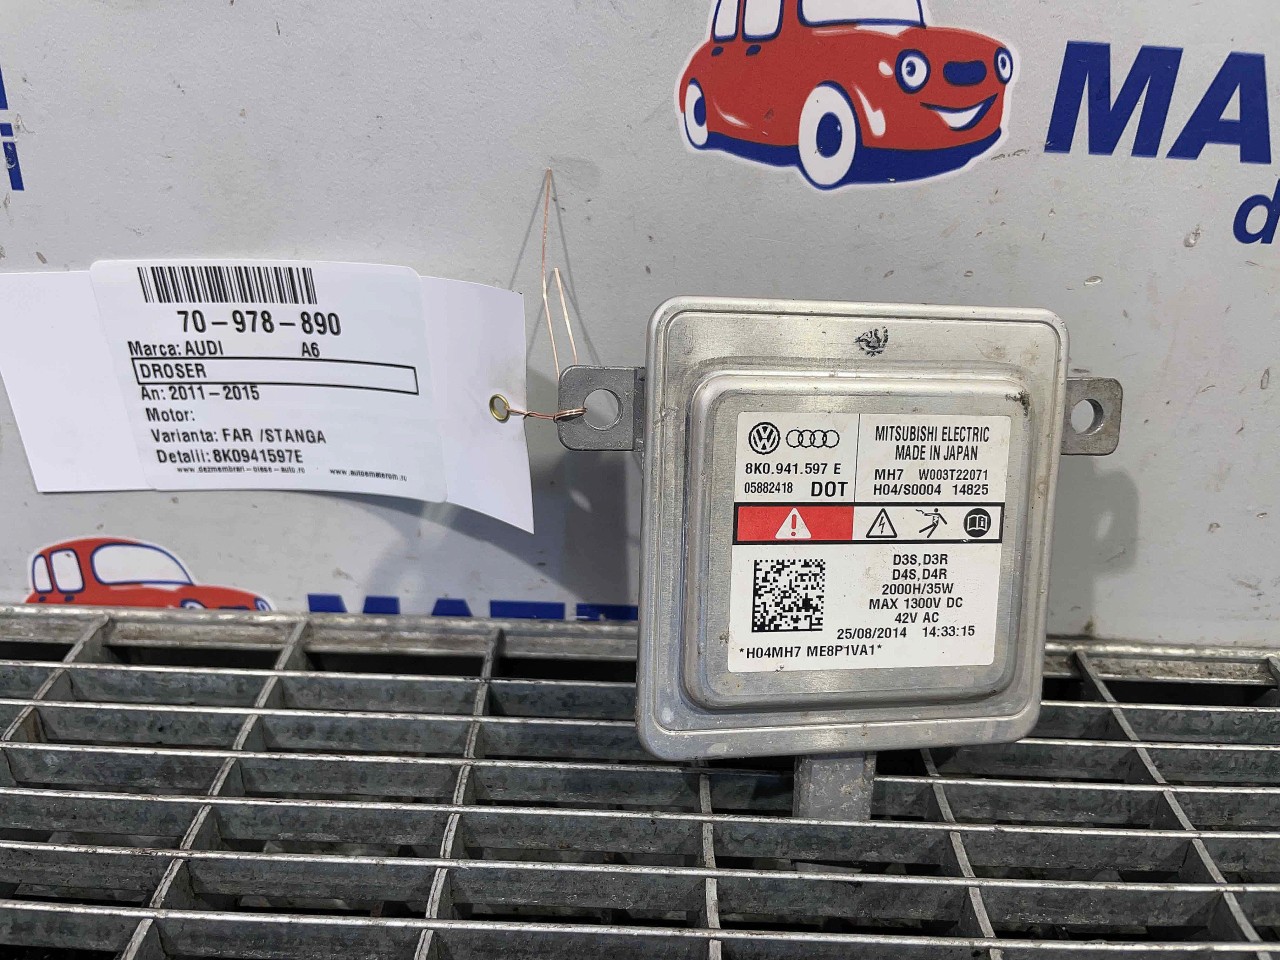 MA
d
70-978-890
Marca: AUDI A6
DROSER
An: 2011-2015
Motor:
Varianta: FAR /STANGA
Detalii: 8K0941597E
www.dezmembrari-piese-auto.ro www.automaterom.ro
8K0.941.597 E
05882418 DOT
MITSUBISHI ELECTRIC
MADE IN JAPAN
MH7 W003T22071
H04/S0004 14825
D3S, D3R
D4S, D4R
2000H/35W
MAX 1300V DC
42V AC
25/08/2014 14:33:15
*H04MH7 ME8P1VA1*
MATE